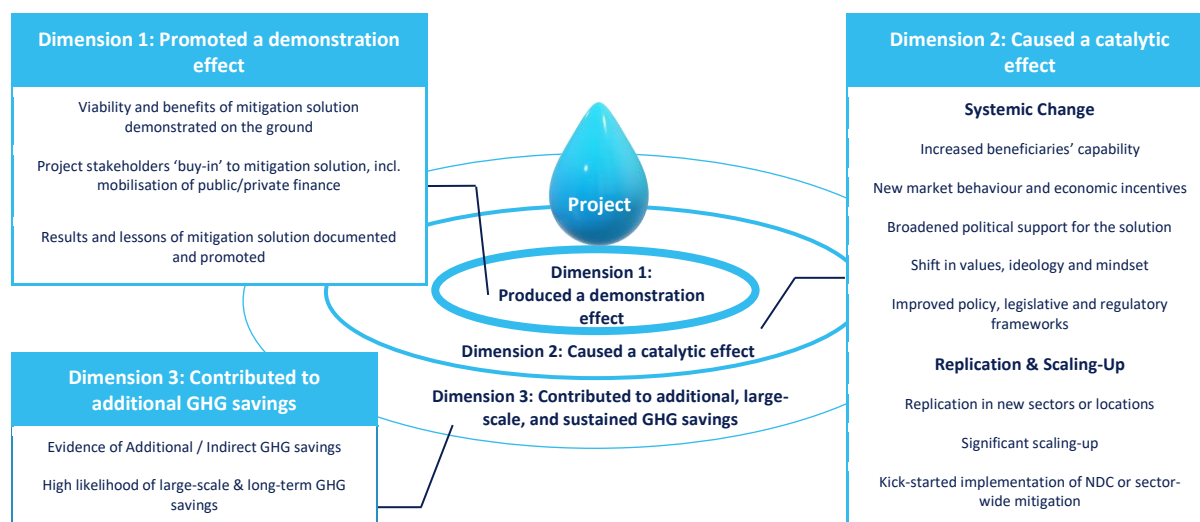 Dimension 1: Promoted a demonstration
effect
Viability and benefits of mitigation solution
demonstrated on the ground
Project stakeholders ‘buy-in’ to mitigation solution, incl.
mobilisation of public/private finance
Results and lessons of mitigation solution documented
and promoted
Project
Dimension 1:
Produced a demonstration
effect
Dimension 2: Caused a catalytic effect
Dimension 3: Contributed to additional, large-
scale, and sustained GHG savings
Dimension 3: Contributed to
additional GHG savings
Evidence of Additional / Indirect GHG savings
High likelihood of large-scale & long-term GHG
savings
Dimension 2: Caused a catalytic
effect
Systemic Change
Increased beneficiaries’ capability
New market behaviour and economic incentives
Broadened political support for the solution
Shift in values, ideology and mindset
Improved policy, legislative and regulatory
frameworks
Replication & Scaling-Up
Replication in new sectors or locations
Significant scaling-up
Kick-started implementation of NDC or sector-
wide mitigation